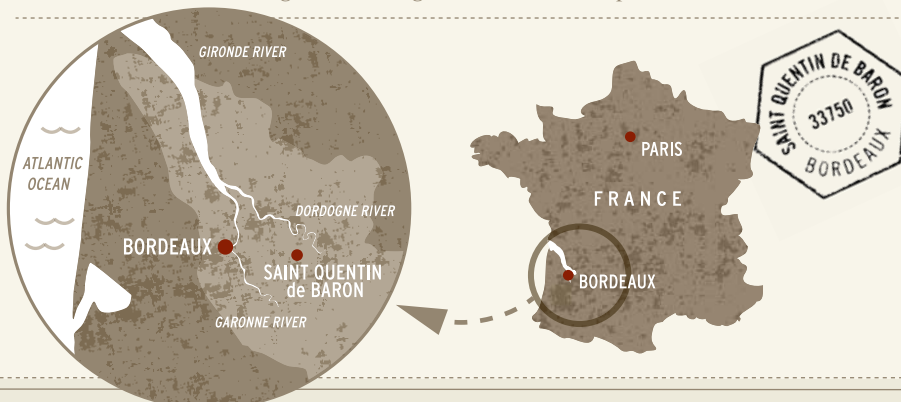 GIRONDE RIVER
ATLANTIC
OCEAN
DORDOGNE RIVER
BORDEAUX
SAINT QUENTIN
de BARON
GARONNE RIVER
PARIS
FRANCE
BORDEAUX
SAINT QUENTIN DE BARON
33750
BORDEAUX